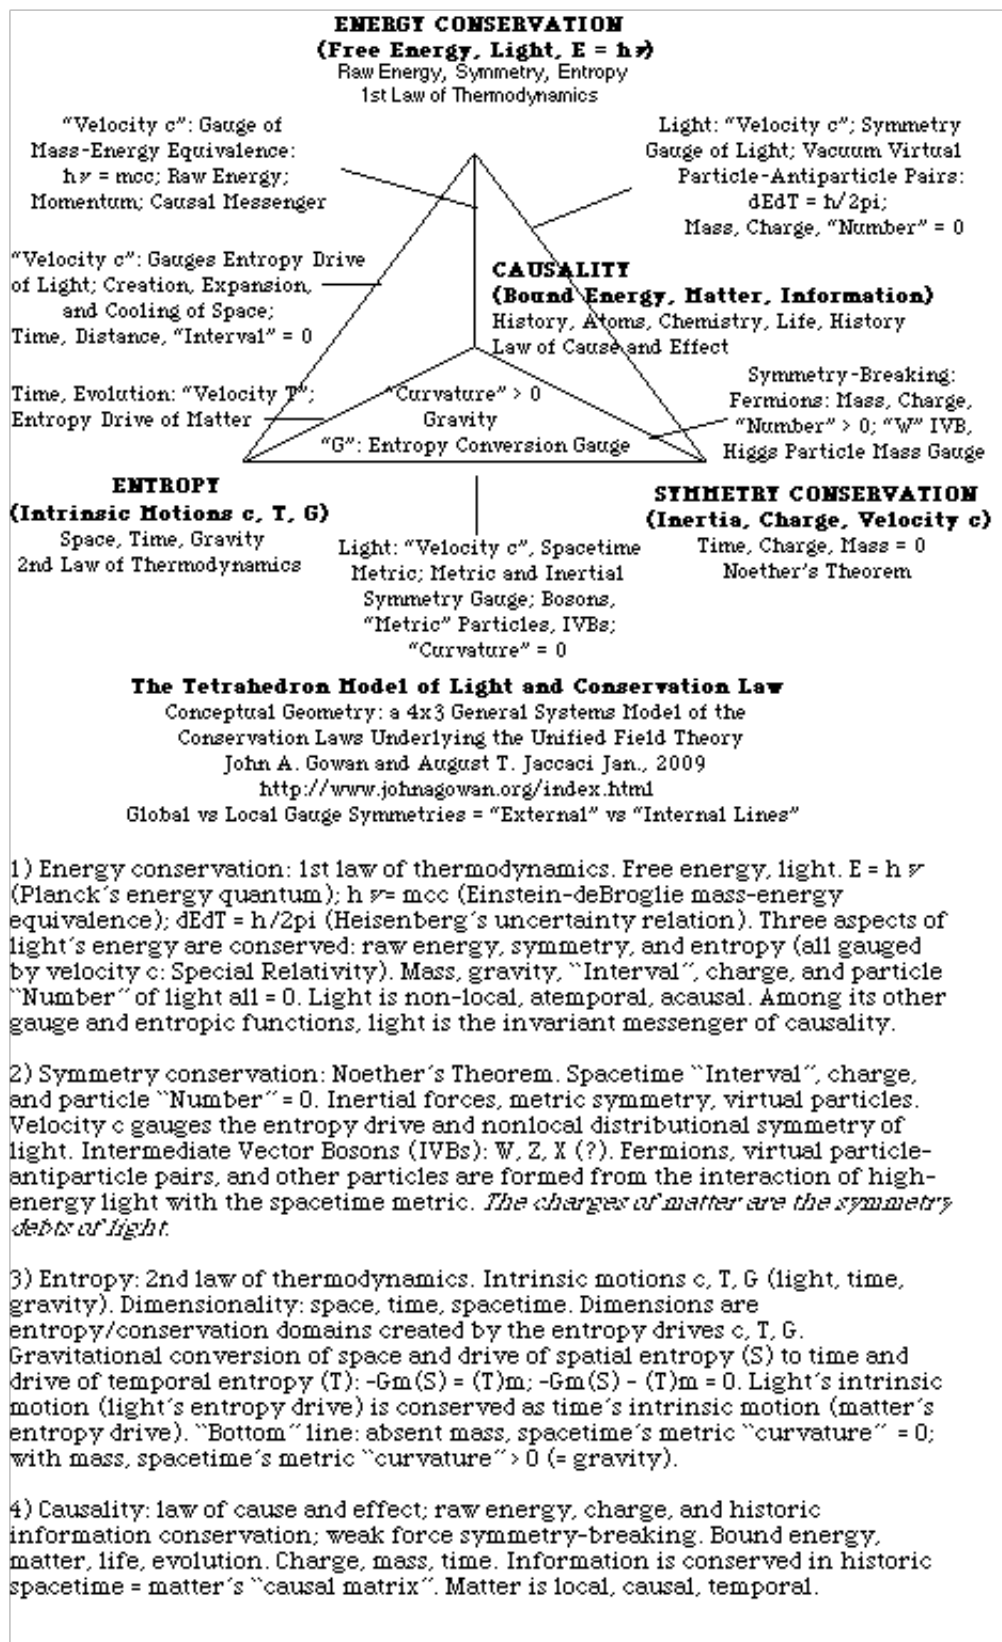 ENERGY CONSERVATION
(Free Energy, Light, E = hν)
Raw Energy, Symmetry, Entropy
1st Law of Thermodynamics
"Velocity c": Gauge of
Mass-Energy Equivalence:
hν = mcc; Raw Energy;
Momentum; Causal Messenger
Light: "Velocity c"; Symmetry
Gauge of Light; Vacuum Virtual
Particle-Antiparticle Pairs:
dEdT = h/2pi;
Mass, Charge, "Number" = 0
"Velocity c": Gauges Entropy Drive
of Light; Creation, Expansion,
and Cooling of Space;
Time, Distance, "Interval" = 0
CAUSALITY
(Bound Energy, Matter, Information)
History, Atoms, Chemistry, Life, History
Law of Cause and Effect
Time, Evolution: "Velocity T";
Entropy Drive of Matter
"Curvature" > 0
Gravity
"G": Entropy Conversion Gauge
Symmetry-Breaking:
Fermions: Mass, Charge,
"Number" > 0; "W" IVB,
Higgs Particle Mass Gauge
ENTROPY
(Intrinsic Motions c, T, G)
Space, Time, Gravity
2nd Law of Thermodynamics
Light: "Velocity c", Spacetime
Metric; Metric and Inertial
Symmetry Gauge; Bosons,
"Metric" Particles, IVBs;
"Curvature" = 0
SYMMETRY CONSERVATION
(Inertia, Charge, Velocity c)
Time, Charge, Mass = 0
Noether's Theorem
The Tetrahedron Model of Light and Conservation Law
Conceptual Geometry: a 4x3 General Systems Model of the
Conservation Laws Underlying the Unified Field Theory
John A. Gowan and August T. Jaccaci Jan., 2009
http://www.johnagowan.org/index.html
Global vs Local Gauge Symmetries = "External" vs "Internal Lines"
1) Energy conservation: 1st law of thermodynamics. Free energy, light. E = h ν
(Planck's energy quantum); h ν= mcc (Einstein-deBroglie mass-energy
equivalence); dEdT = h/2pi (Heisenberg's uncertainty relation). Three aspects of
light's energy are conserved: raw energy, symmetry, and entropy (all gauged
by velocity c: Special Relativity). Mass, gravity, ``Interval´´, charge, and particle
``Number´´ of light all = 0. Light is non-local, atemporal, acausal. Among its other
gauge and entropic functions, light is the invariant messenger of causality.
2) Symmetry conservation: Noether's Theorem. Spacetime ``Interval´´, charge,
and particle ``Number´´ = 0. Inertial forces, metric symmetry, virtual particles.
Velocity c gauges the entropy drive and nonlocal distributional symmetry of
light. Intermediate Vector Bosons (IVBs): W, Z, X (?). Fermions, virtual particle-
antiparticle pairs, and other particles are formed from the interaction of high-
energy light with the spacetime metric. The charges of matter are the symmetry
debts of light.
3) Entropy: 2nd law of thermodynamics. Intrinsic motions c, T, G (light, time,
gravity). Dimensionality: space, time, spacetime. Dimensions are
entropy/conservation domains created by the entropy drives c, T, G.
Gravitational conversion of space and drive of spatial entropy (S) to time and
drive of temporal entropy (T): -Gm(S) = (T)m; -Gm(S) - (T)m = 0. Light's intrinsic
motion (light's entropy drive) is conserved as time's intrinsic motion (matter's
entropy drive). ``Bottom´´ line: absent mass, spacetime's metric ``curvature´´ = 0;
with mass, spacetime's metric ``curvature´´ > 0 (= gravity).
4) Causality: law of cause and effect; raw energy, charge, and historic
information conservation; weak force symmetry-breaking. Bound energy,
matter, life, evolution. Charge, mass, time. Information is conserved in historic
spacetime = matter's ``causal matrix´´. Matter is local, causal, temporal.